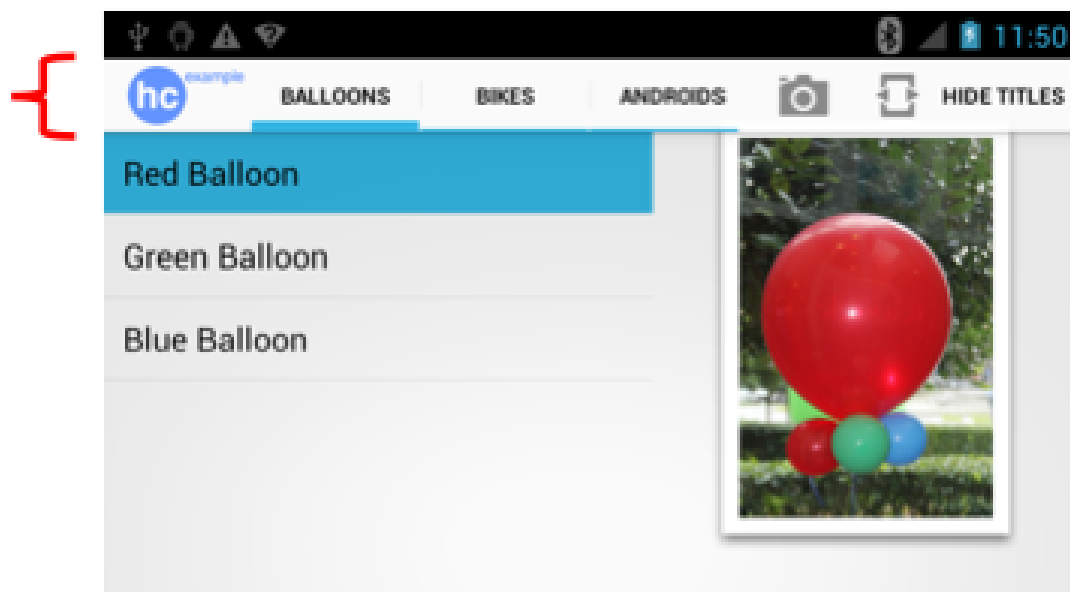 11:50
hc example BALLOONS BIKES ANDROIDS HIDE TITLES
Red Balloon
Green Balloon
Blue Balloon